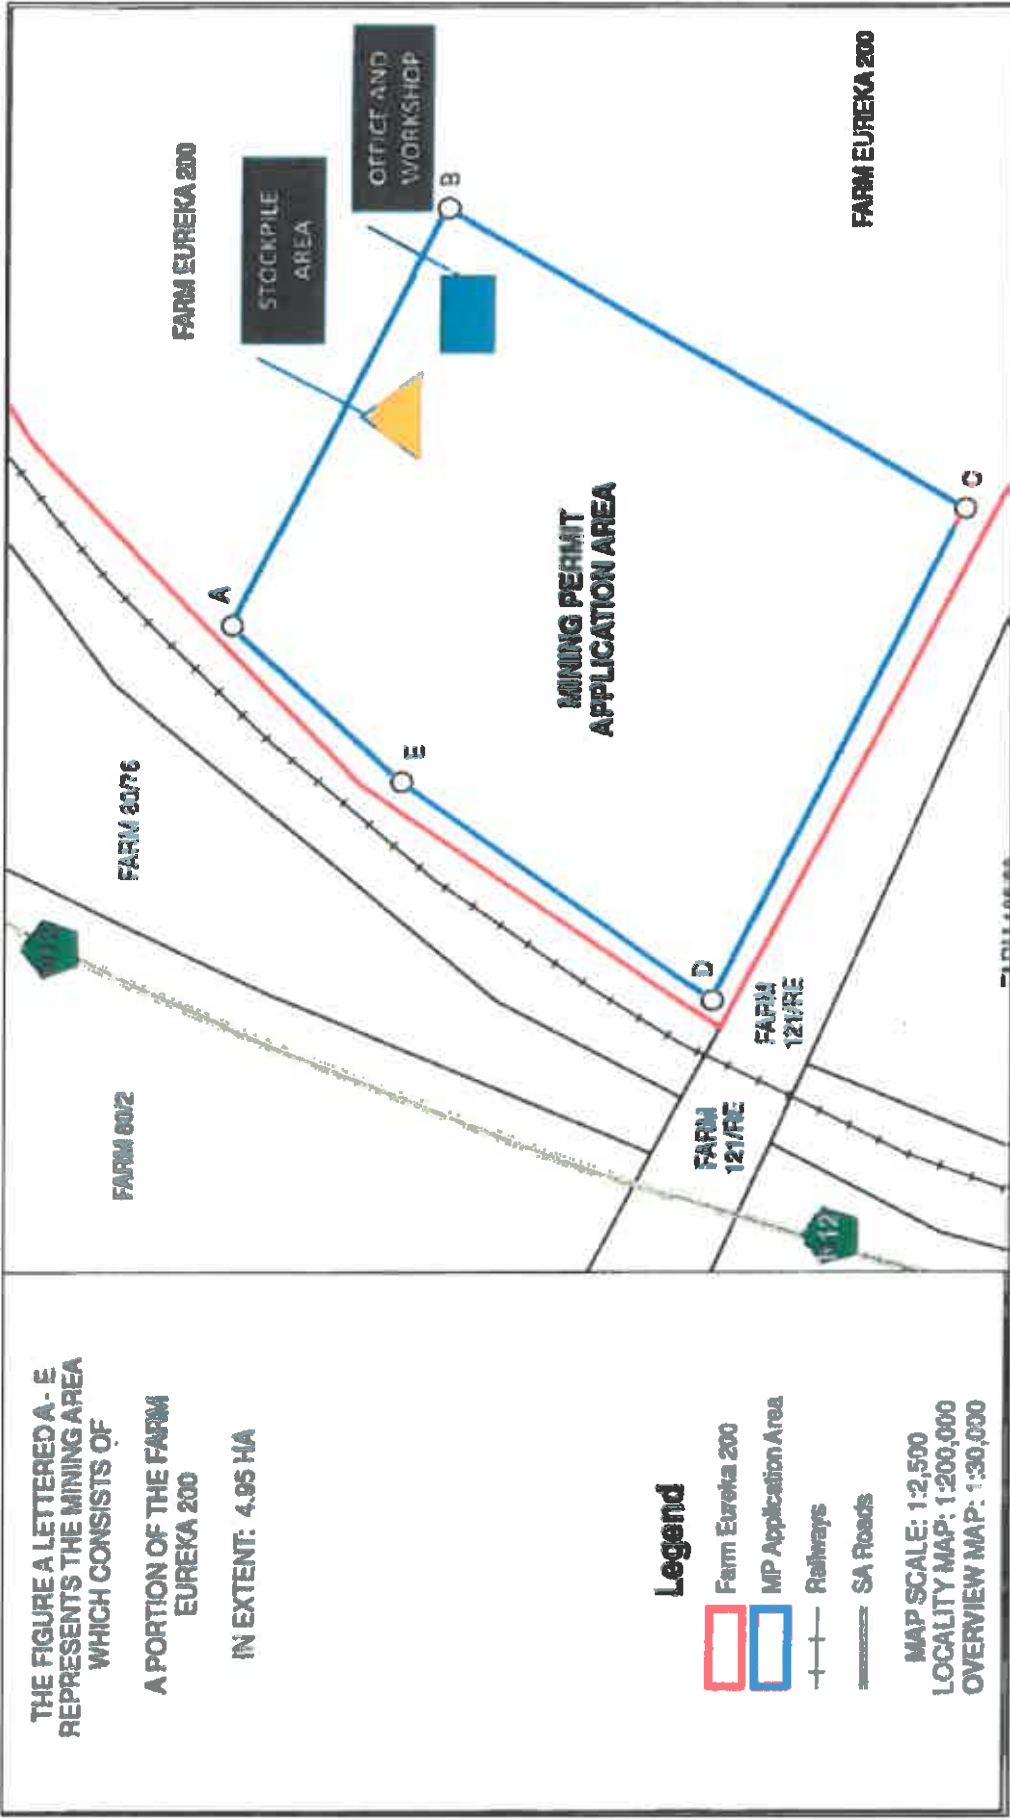 THE FIGURE A LETTERED A - E
REPRESENTS THE MINING AREA
WHICH CONSISTS OF
A PORTION OF THE FARM
EUREKA 200
IN EXTENT: 4.95 HA
Legend
Farm Eureka 200
MP Application Area
Railways
SA Roads
MAP SCALE: 1:2,500
LOCALITY MAP: 1:200,000
OVERVIEW MAP: 1:30,000
FARM 80/2
FARM 80/76
FARM EUREKA 200
STOCKPILE
AREA
OFFICE AND
WORKSHOP
A
B
E
MINING PERMIT
APPLICATION AREA
FARM EUREKA 200
D
C
FARM
121/RE
FARM
121/RE